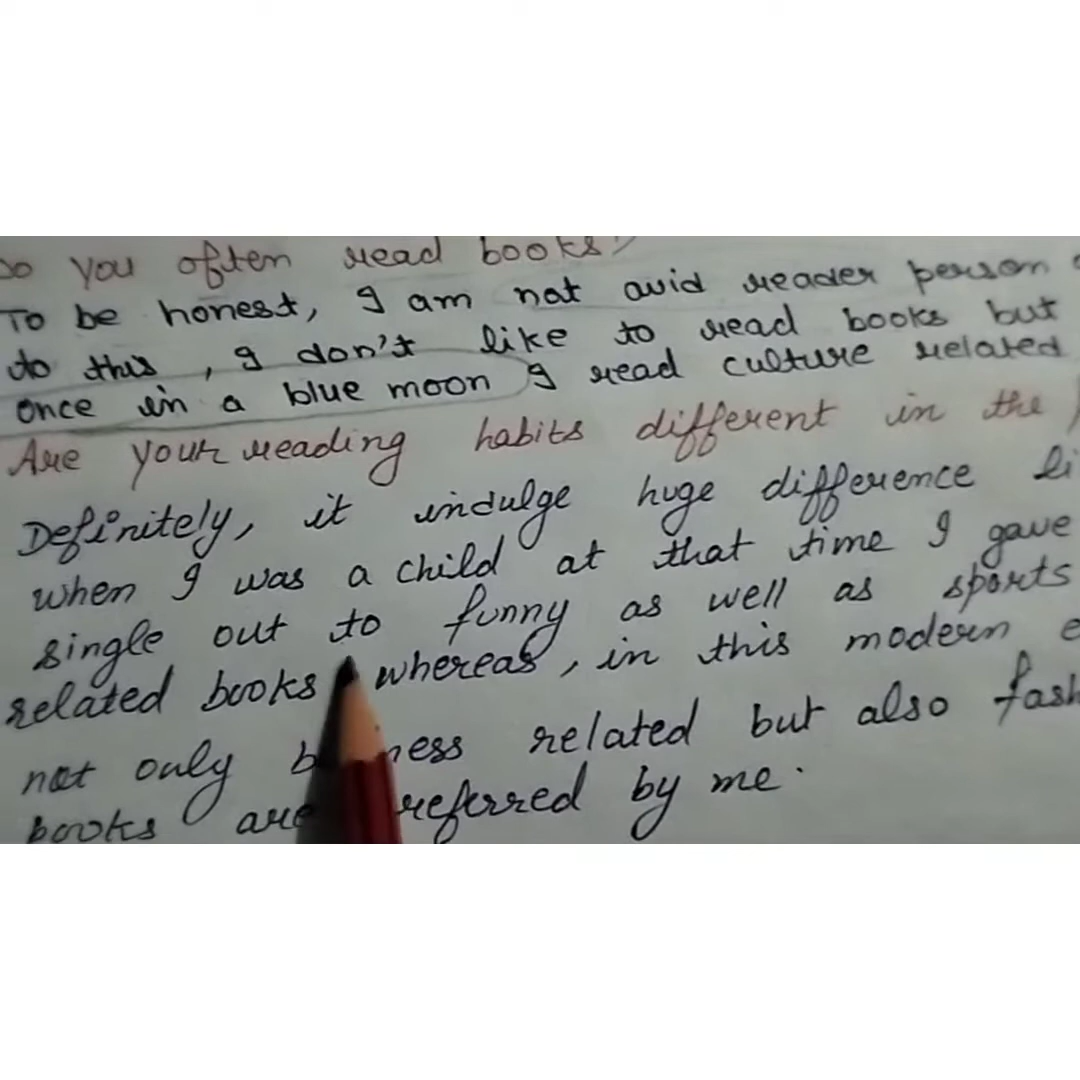 Do you often read books?
To be honest, I am not avid reader person
to this, I don't like to read books but
once in a blue moon I read culture related
Are your reading habits different in the
Definitely, it indulge huge difference
when I was a child at that time I gave
single out to funny as well as sports
related books whereas, in this modern
not only related but also
books are by me.